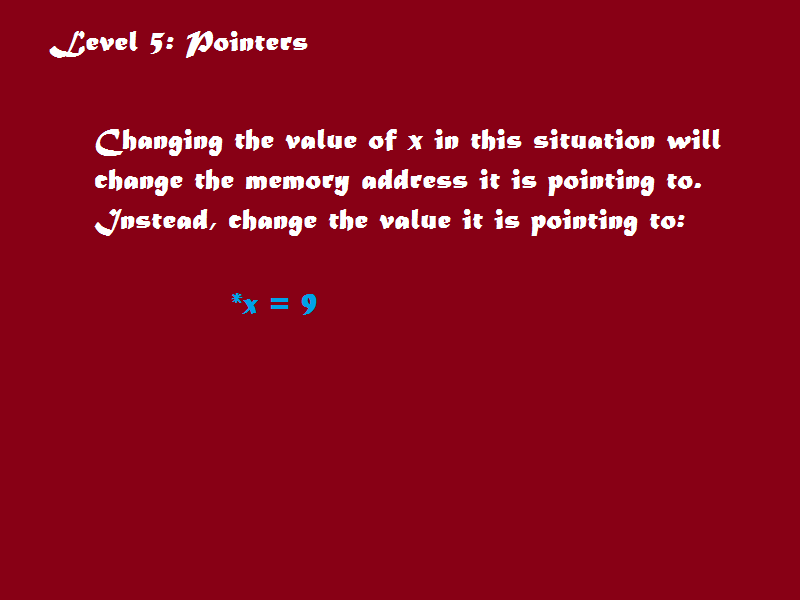 Level 5: Pointers
Changing the value of x in this situation will
change the memory address it is pointing to.
Instead, change the value it is pointing to:
*x = 9